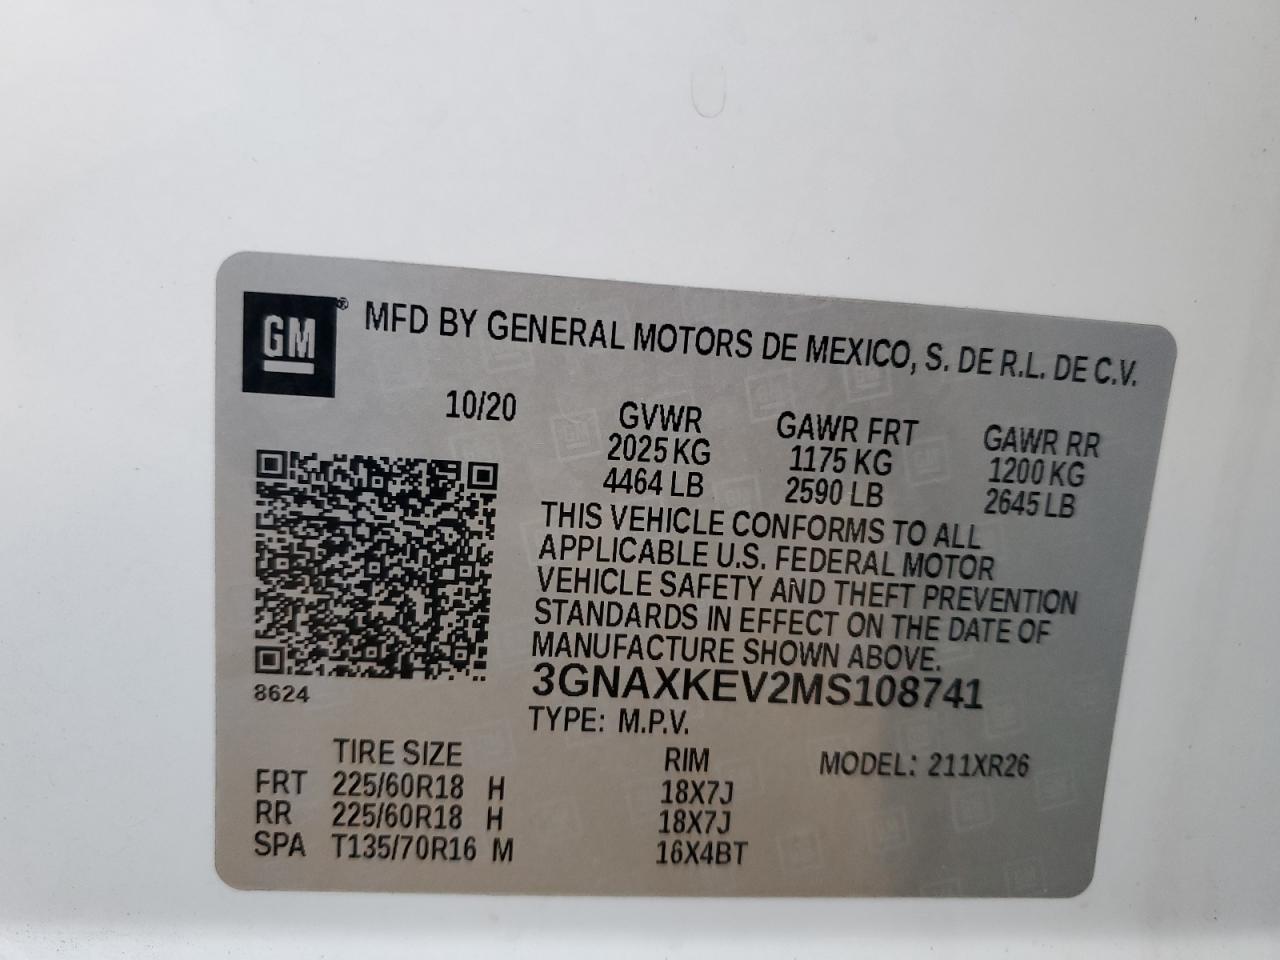 GM ® MFD BY GENERAL MOTORS DE MEXICO, S. DE R.L. DE C.V.
10/20 GVWR GAWR FRT GAWR RR
2025 KG 1175 KG 1200 KG
4464 LB 2590 LB 2645 LB
THIS VEHICLE CONFORMS TO ALL
APPLICABLE U.S. FEDERAL MOTOR
VEHICLE SAFETY AND THEFT PREVENTION
STANDARDS IN EFFECT ON THE DATE OF
MANUFACTURE SHOWN ABOVE.
3GNAXKEV2MS108741
8624
TYPE: M.P.V.
TIRE SIZE RIM MODEL: 211XR26
FRT 225/60R18 H 18X7J
RR 225/60R18 H 18X7J
SPA T135/70R16 M 16X4BT